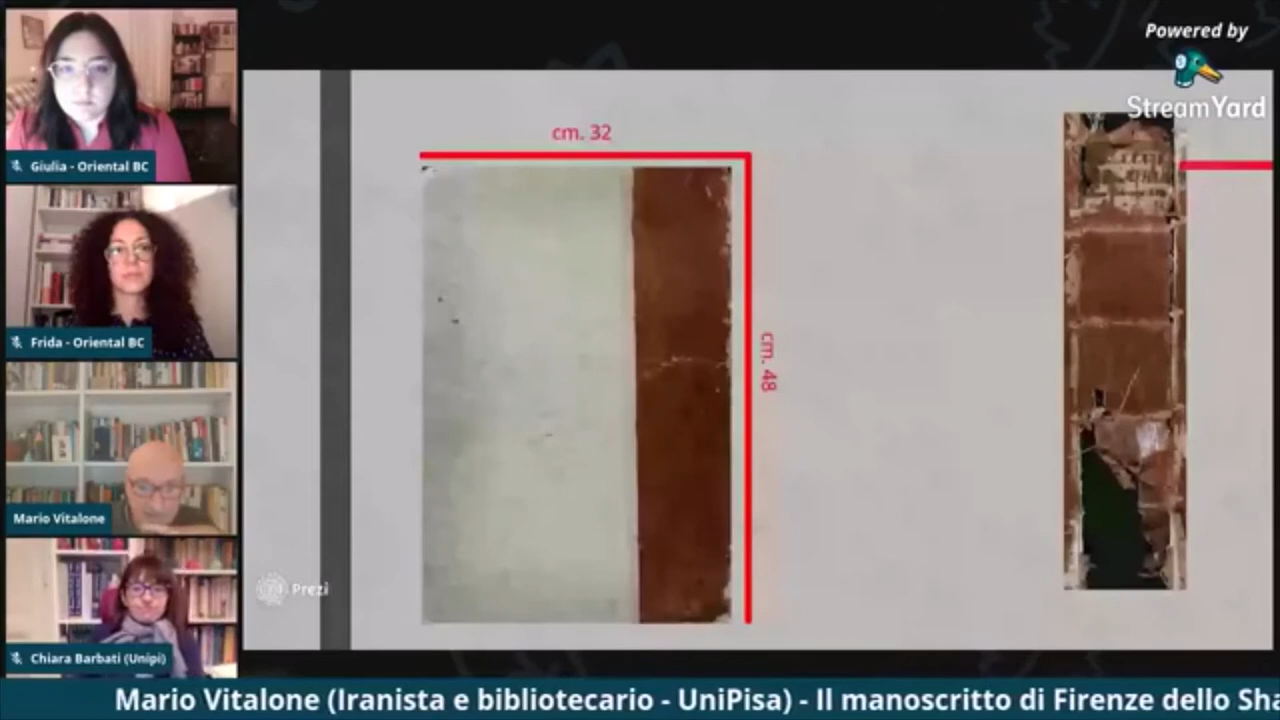 Powered by
StreamYard
Giulia - Oriental BC
Frida - Oriental BC
Mario Vitalone
Chiara Barbati (Unipi)
cm. 32
cm. 48
Prezi
Mario Vitalone (Iranista e bibliotecario - UniPisa) - Il manoscritto di Firenze dello Sha